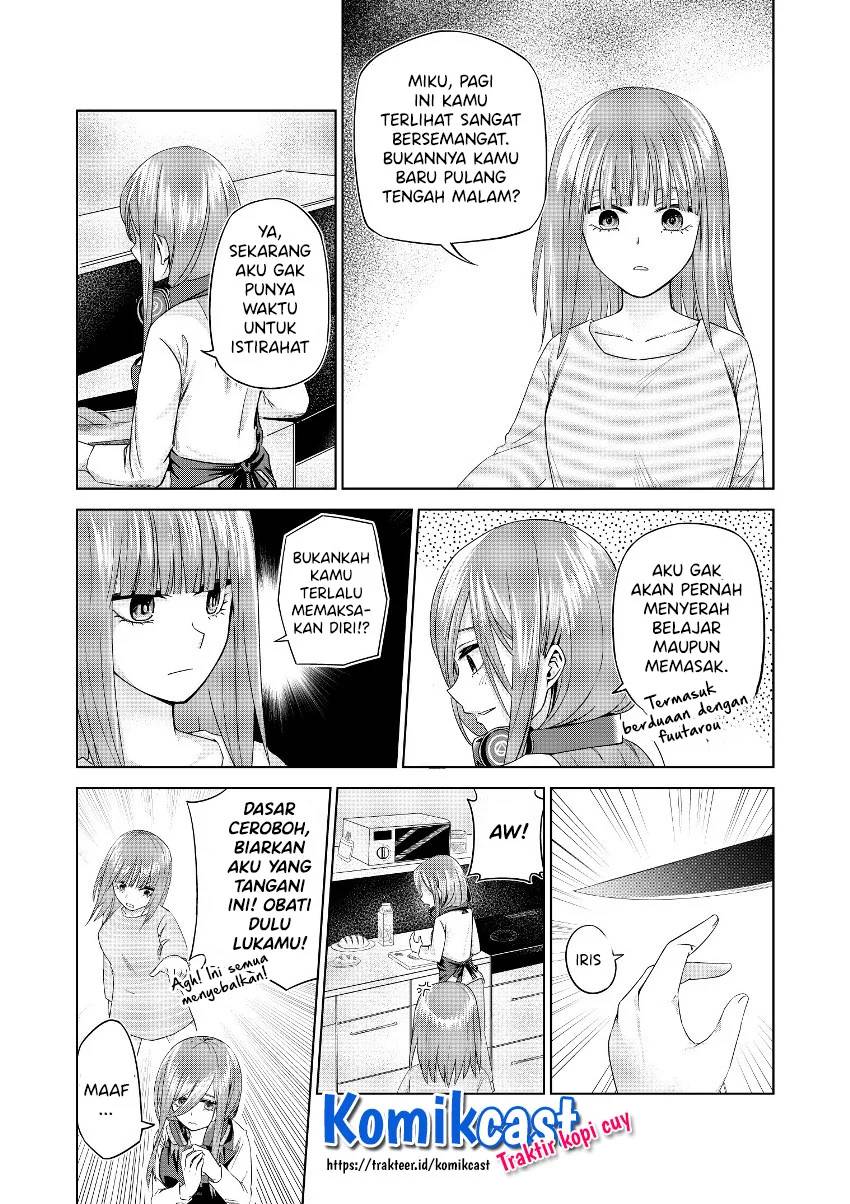 MIKU, PAGI
INI KAMU
TERLIHAT SANGAT
BERSEMANGAT.
BUKANNYA KAMU
BARU PULANG
TENGAH MALAM?
YA,
SEKARANG
AKU GAK
PUNYA
WAKTU
UNTUK
ISTIRAHAT
AKU GAK
AKAN PERNAH
MENYERAH
BELAJAR
MAUPUN
MEMASAK.
Termasuk
berduaan dengan
fuutarou
BUKANKAH
KAMU
TERLALU
MEMAKSA-
KAN DIRI!?
IRIS
AW!
DASAR
CEROBOH,
BIARKAN
AKU YANG
TANGANI
INI! OBATI
DULU
LUKAMU!
Agh! Ini semua
menyebalkan!
MAAF
...
Komikcast
Traktir kopi cuy
https://trakteer.id/komikcast